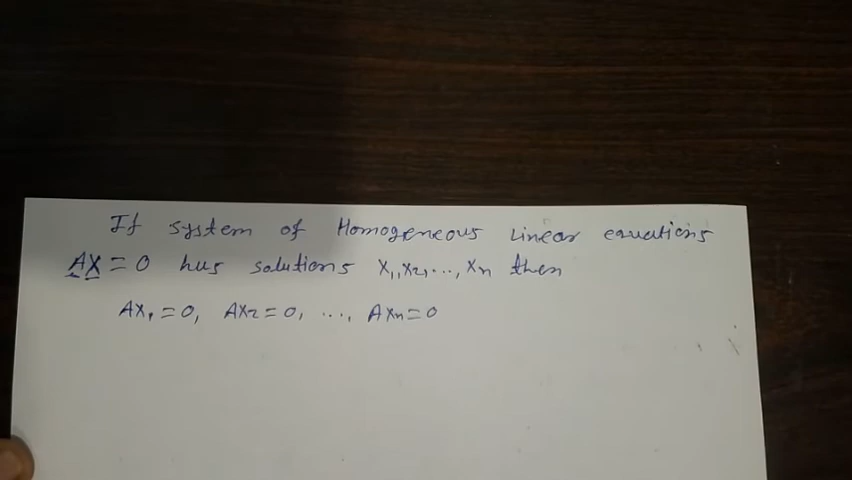 If system of Homogeneous Linear equations
AX = 0 has solutions X₁, X₂, ..., Xn then
AX₁ = 0, AX₂ = 0, ..., AXn = 0